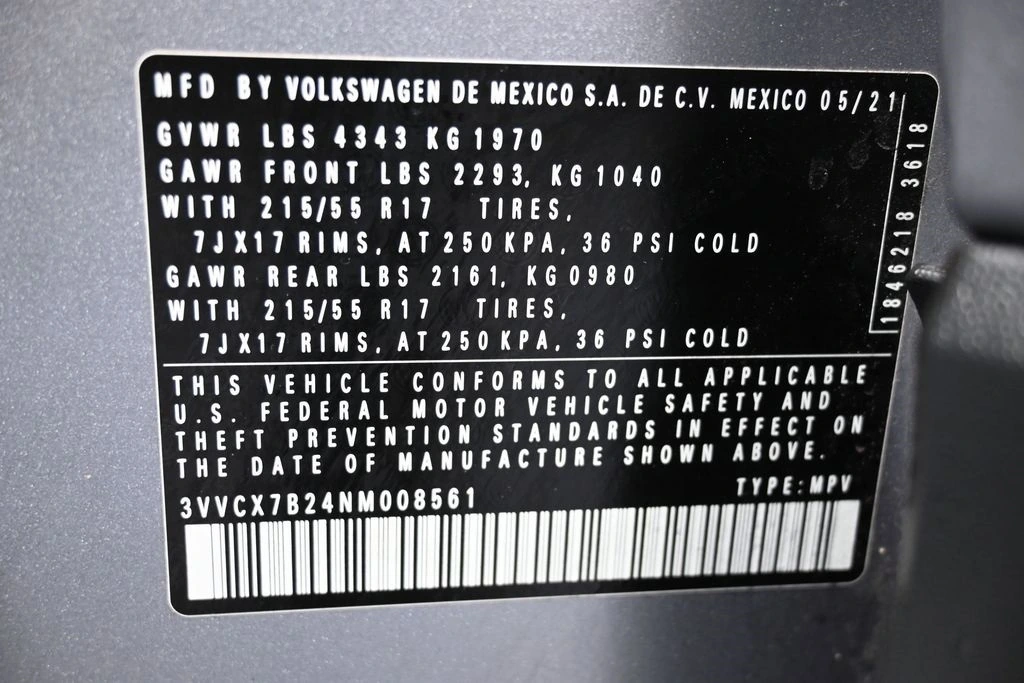 MFD BY VOLKSWAGEN DE MEXICO S.A. DE C.V. MEXICO 05/21
GVWR LBS 4343 KG 1970
GAWR FRONT LBS 2293, KG 1040
WITH 215/55 R17 TIRES,
7JX17 RIMS, AT 250 KPA, 36 PSI COLD
GAWR REAR LBS 2161, KG 0980
WITH 215/55 R17 TIRES,
7JX17 RIMS, AT 250 KPA, 36 PSI COLD
1846218 3618
THIS VEHICLE CONFORMS TO ALL APPLICABLE
U.S. FEDERAL MOTOR VEHICLE SAFETY AND
THEFT PREVENTION STANDARDS IN EFFECT ON
THE DATE OF MANUFACTURE SHOWN ABOVE.
3VVCX7B24NM008561 TYPE: MPV